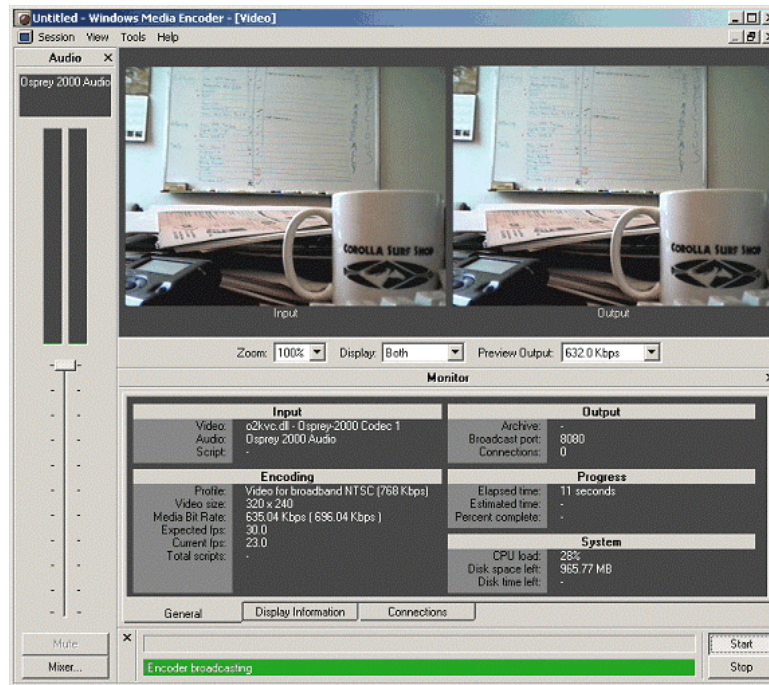 Untitled - Windows Media Encoder - [Video]
Session View Tools Help
Audio
Osprey 2000 Audio
COROLLA SURF SHOP
COROLLA SURF SHOP
Input
Output
Zoom: 100% Display: Both Preview Output: 632.0 Kbps
Monitor
Input
Video: o2kvc.dll - Osprey-2000 Codec 1
Audio: Osprey 2000 Audio
Script: -
Encoding
Profile: Video for broadband NTSC (768 Kbps)
Video size: 320 x 240
Media Bit Rate: 635.04 Kbps ( 696.04 Kbps )
Expected fps: 30.0
Current fps: 23.0
Total scripts: -
Output
Archive: -
Broadcast port: 8080
Connections: 0
Progress
Elapsed time: 11 seconds
Estimated time: -
Percent complete: -
System
CPU load: 28%
Disk space left: 965.77 MB
Disk time left: -
General Display Information Connections
Mute
Mixer...
Encoder broadcasting
Start
Stop